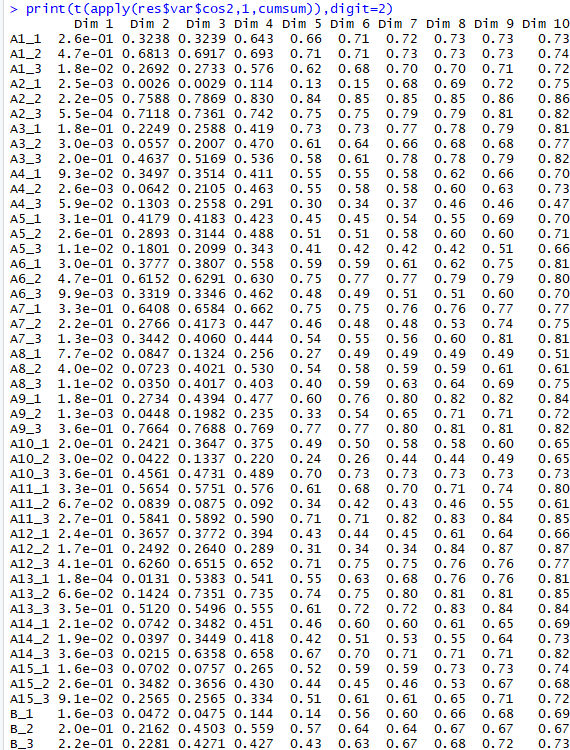 > print(t(apply(res$var$cos2,1,cumsum)),digit=2)
Dim 1 Dim 2 Dim 3 Dim 4 Dim 5 Dim 6 Dim 7 Dim 8 Dim 9 Dim 10
A1_1 2.6e-01 0.3238 0.3239 0.643 0.66 0.71 0.72 0.73 0.73 0.73
A1_2 4.7e-01 0.6813 0.6917 0.693 0.71 0.71 0.73 0.73 0.73 0.74
A1_3 1.8e-02 0.2692 0.2733 0.576 0.62 0.68 0.70 0.70 0.71 0.72
A2_1 2.5e-03 0.0026 0.0029 0.114 0.13 0.15 0.68 0.69 0.72 0.75
A2_2 2.2e-05 0.7588 0.7869 0.830 0.84 0.85 0.85 0.85 0.86 0.86
A2_3 5.5e-04 0.7118 0.7361 0.742 0.75 0.75 0.79 0.79 0.81 0.82
A3_1 1.8e-01 0.2249 0.2588 0.419 0.73 0.73 0.77 0.78 0.79 0.81
A3_2 3.0e-03 0.0557 0.2007 0.470 0.61 0.64 0.66 0.68 0.68 0.77
A3_3 2.0e-01 0.4637 0.5169 0.536 0.58 0.61 0.78 0.78 0.79 0.82
A4_1 9.3e-02 0.3497 0.3514 0.411 0.55 0.55 0.58 0.62 0.66 0.70
A4_2 2.6e-03 0.0642 0.2105 0.463 0.55 0.58 0.58 0.60 0.63 0.73
A4_3 5.9e-02 0.1303 0.2558 0.291 0.30 0.34 0.37 0.46 0.46 0.47
A5_1 3.1e-01 0.4179 0.4183 0.423 0.45 0.45 0.54 0.55 0.69 0.70
A5_2 2.6e-01 0.2893 0.3144 0.488 0.51 0.51 0.58 0.60 0.60 0.71
A5_3 1.1e-02 0.1801 0.2099 0.343 0.41 0.42 0.42 0.42 0.51 0.66
A6_1 3.0e-01 0.3777 0.3807 0.558 0.59 0.59 0.61 0.62 0.75 0.81
A6_2 4.7e-01 0.6152 0.6291 0.630 0.75 0.77 0.77 0.79 0.79 0.80
A6_3 9.9e-03 0.3319 0.3346 0.462 0.48 0.49 0.51 0.51 0.60 0.70
A7_1 3.3e-01 0.6408 0.6584 0.662 0.75 0.75 0.76 0.76 0.77 0.77
A7_2 2.2e-01 0.2766 0.4173 0.447 0.46 0.48 0.48 0.53 0.74 0.75
A7_3 1.3e-03 0.3442 0.4060 0.444 0.54 0.55 0.56 0.60 0.81 0.81
A8_1 7.7e-02 0.0847 0.1324 0.256 0.27 0.49 0.49 0.49 0.49 0.51
A8_2 4.0e-02 0.0723 0.4021 0.530 0.54 0.58 0.59 0.59 0.61 0.61
A8_3 1.1e-02 0.0350 0.4017 0.403 0.40 0.59 0.63 0.64 0.69 0.75
A9_1 1.8e-01 0.2734 0.4394 0.477 0.60 0.76 0.80 0.82 0.82 0.84
A9_2 1.3e-03 0.0448 0.1982 0.235 0.33 0.54 0.65 0.71 0.71 0.72
A9_3 3.6e-01 0.7664 0.7688 0.769 0.77 0.77 0.80 0.81 0.81 0.82
A10_1 2.0e-01 0.2421 0.3647 0.375 0.49 0.50 0.58 0.58 0.60 0.65
A10_2 3.0e-02 0.0422 0.1337 0.220 0.24 0.26 0.44 0.44 0.49 0.65
A10_3 3.6e-01 0.4561 0.4731 0.489 0.70 0.73 0.73 0.73 0.73 0.73
A11_1 3.3e-01 0.5654 0.5751 0.576 0.61 0.68 0.70 0.71 0.74 0.80
A11_2 6.7e-02 0.0839 0.0875 0.092 0.34 0.42 0.43 0.46 0.55 0.61
A11_3 2.7e-01 0.5841 0.5892 0.590 0.71 0.71 0.82 0.83 0.84 0.85
A12_1 2.4e-01 0.3657 0.3772 0.394 0.43 0.44 0.45 0.61 0.64 0.66
A12_2 1.7e-01 0.2492 0.2640 0.289 0.31 0.34 0.34 0.84 0.87 0.87
A12_3 4.1e-01 0.6260 0.6515 0.652 0.71 0.75 0.75 0.76 0.76 0.77
A13_1 1.8e-04 0.0131 0.5383 0.541 0.55 0.63 0.68 0.76 0.76 0.81
A13_2 6.6e-02 0.1424 0.7351 0.735 0.74 0.75 0.80 0.81 0.81 0.85
A13_3 3.5e-01 0.5120 0.5496 0.555 0.61 0.72 0.72 0.83 0.84 0.84
A14_1 2.1e-02 0.0742 0.3482 0.451 0.46 0.60 0.60 0.61 0.65 0.69
A14_2 1.9e-02 0.0397 0.3449 0.418 0.42 0.51 0.53 0.55 0.64 0.73
A14_3 3.6e-03 0.0215 0.6358 0.658 0.67 0.70 0.71 0.71 0.71 0.82
A15_1 1.6e-03 0.0702 0.0757 0.265 0.52 0.59 0.59 0.73 0.73 0.74
A15_2 2.6e-01 0.3482 0.3656 0.430 0.44 0.45 0.46 0.53 0.67 0.68
A15_3 9.1e-02 0.2565 0.2565 0.334 0.51 0.61 0.61 0.65 0.71 0.72
B_1 1.6e-03 0.0472 0.0475 0.144 0.14 0.56 0.60 0.66 0.68 0.69
B_2 2.0e-01 0.2162 0.4503 0.559 0.57 0.64 0.64 0.67 0.67 0.67
B_3 2.2e-01 0.2281 0.4271 0.427 0.43 0.63 0.67 0.68 0.72 0.73